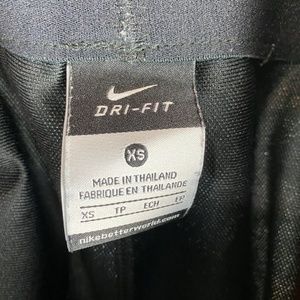 DRI-FIT
XS
MADE IN THAILAND
FABRIQUE EN THAILANDE
XS TP ECH EP
nikebetterworld.com